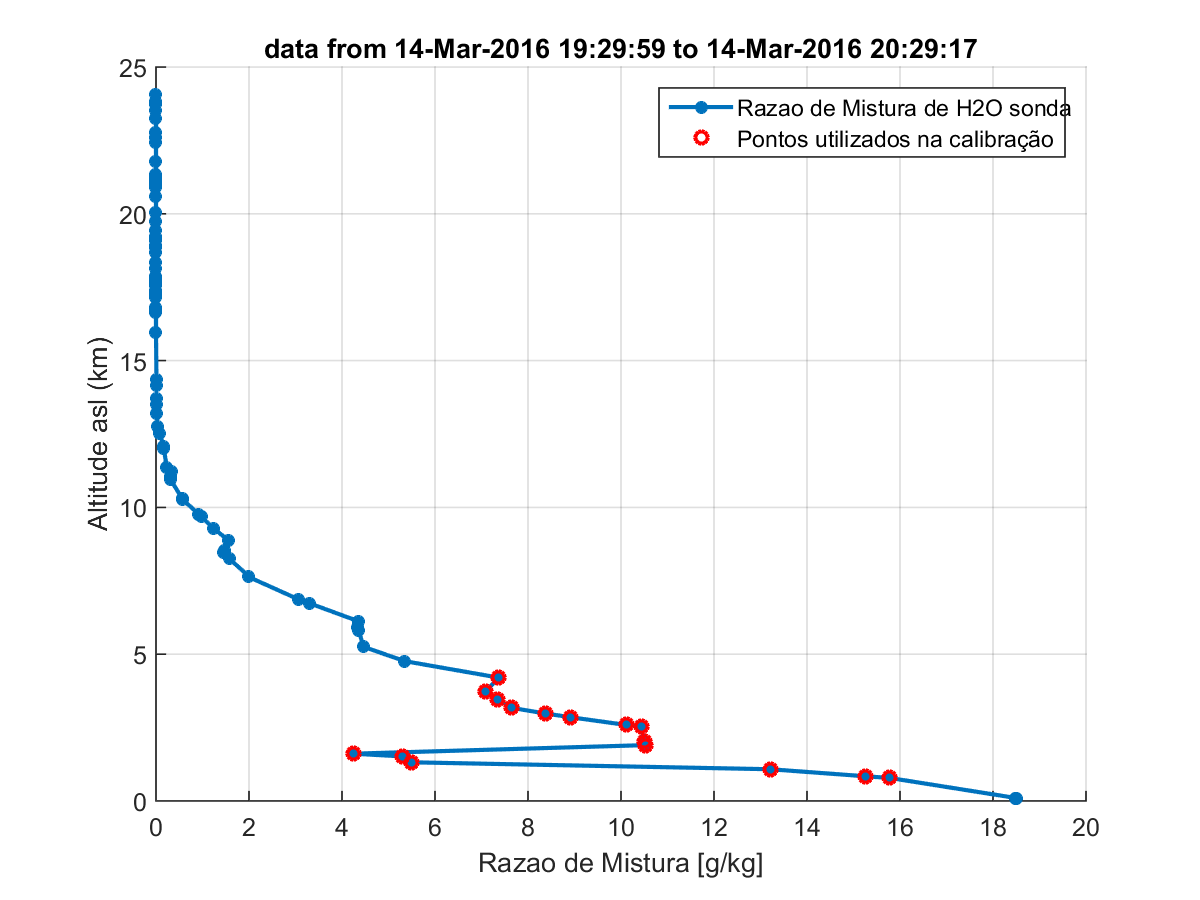 data from 14-Mar-2016 19:29:59 to 14-Mar-2016 20:29:17
Razao de Mistura de H2O sonda
Pontos utilizados na calibração
25
20
15
10
5
0
Altitude asl (km)
0 2 4 6 8 10 12 14 16 18 20
Razao de Mistura [g/kg]